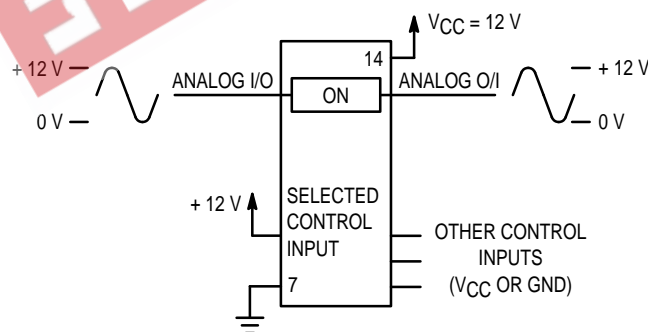 VCC = 12 V
14
+ 12 V
ANALOG I/O
ON
ANALOG O/I
+ 12 V
0 V
0 V
+ 12 V
SELECTED
CONTROL
INPUT
OTHER CONTROL
INPUTS
(VCC OR GND)
7